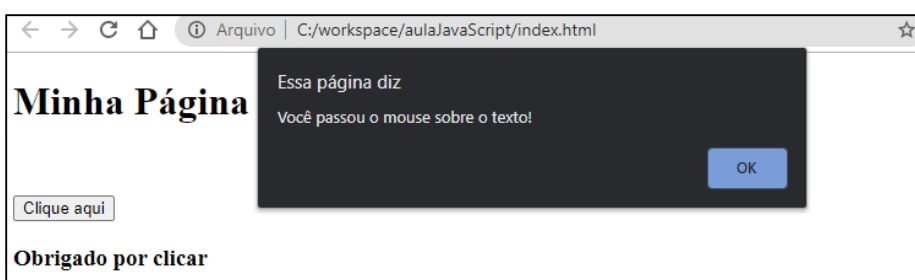 Arquivo | C:/workspace/aulaJavaScript/index.html
Essa página diz
Minha Página
Você passou o mouse sobre o texto!
OK
Clique aqui
Obrigado por clicar